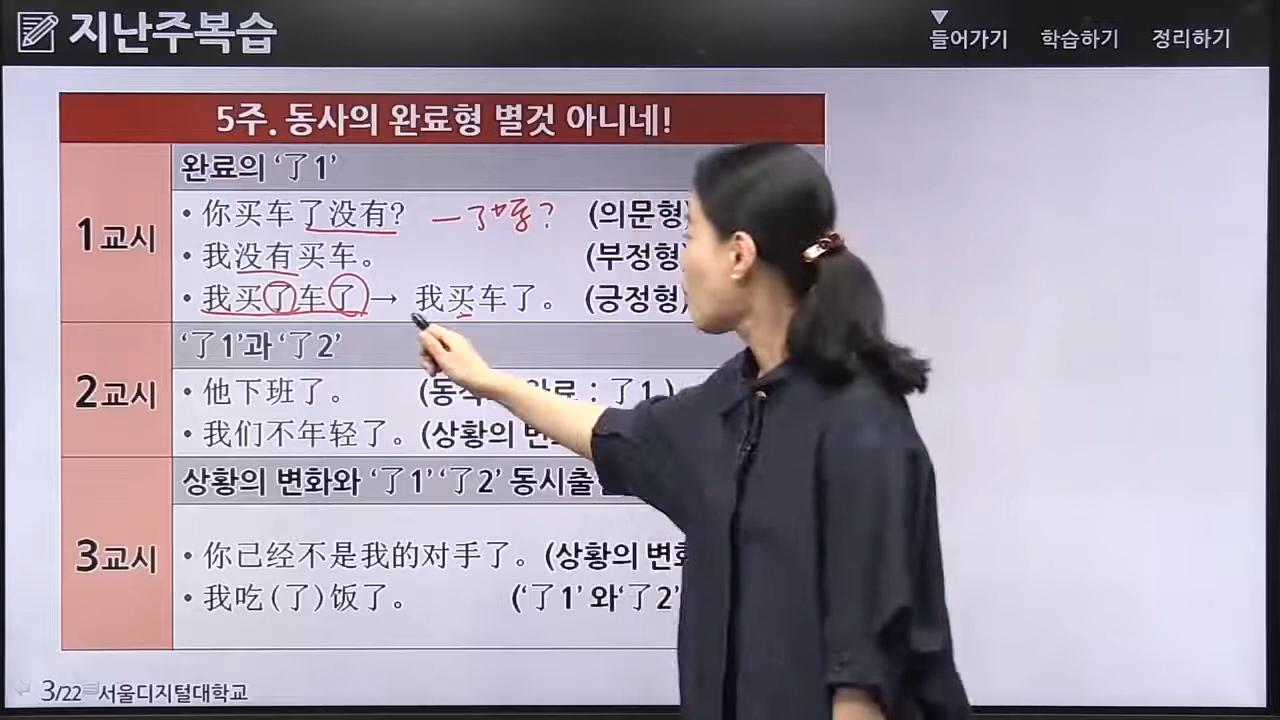 지난주복습
들어가기 학습하기 정리하기
5주. 동사의 완료형 별것 아니네!
1교시
완료의 ‘了1’
• 你买车了没有? 一了吗? (의문형)
• 我没有买车。 (부정형)
• 我买了车了 → 我买车了。 (긍정형)
2교시
‘了1’과 ‘了2’
• 他下班了。 : 了1 )
• 我们不年轻了。(상황의
3교시
상황의 변화와 ‘了1’‘了2’
• 你已经不是我的对手了。(상황의 변화
• 我吃(了)饭了。 (‘了1’와‘了2’
3/22 서울디지털대학교